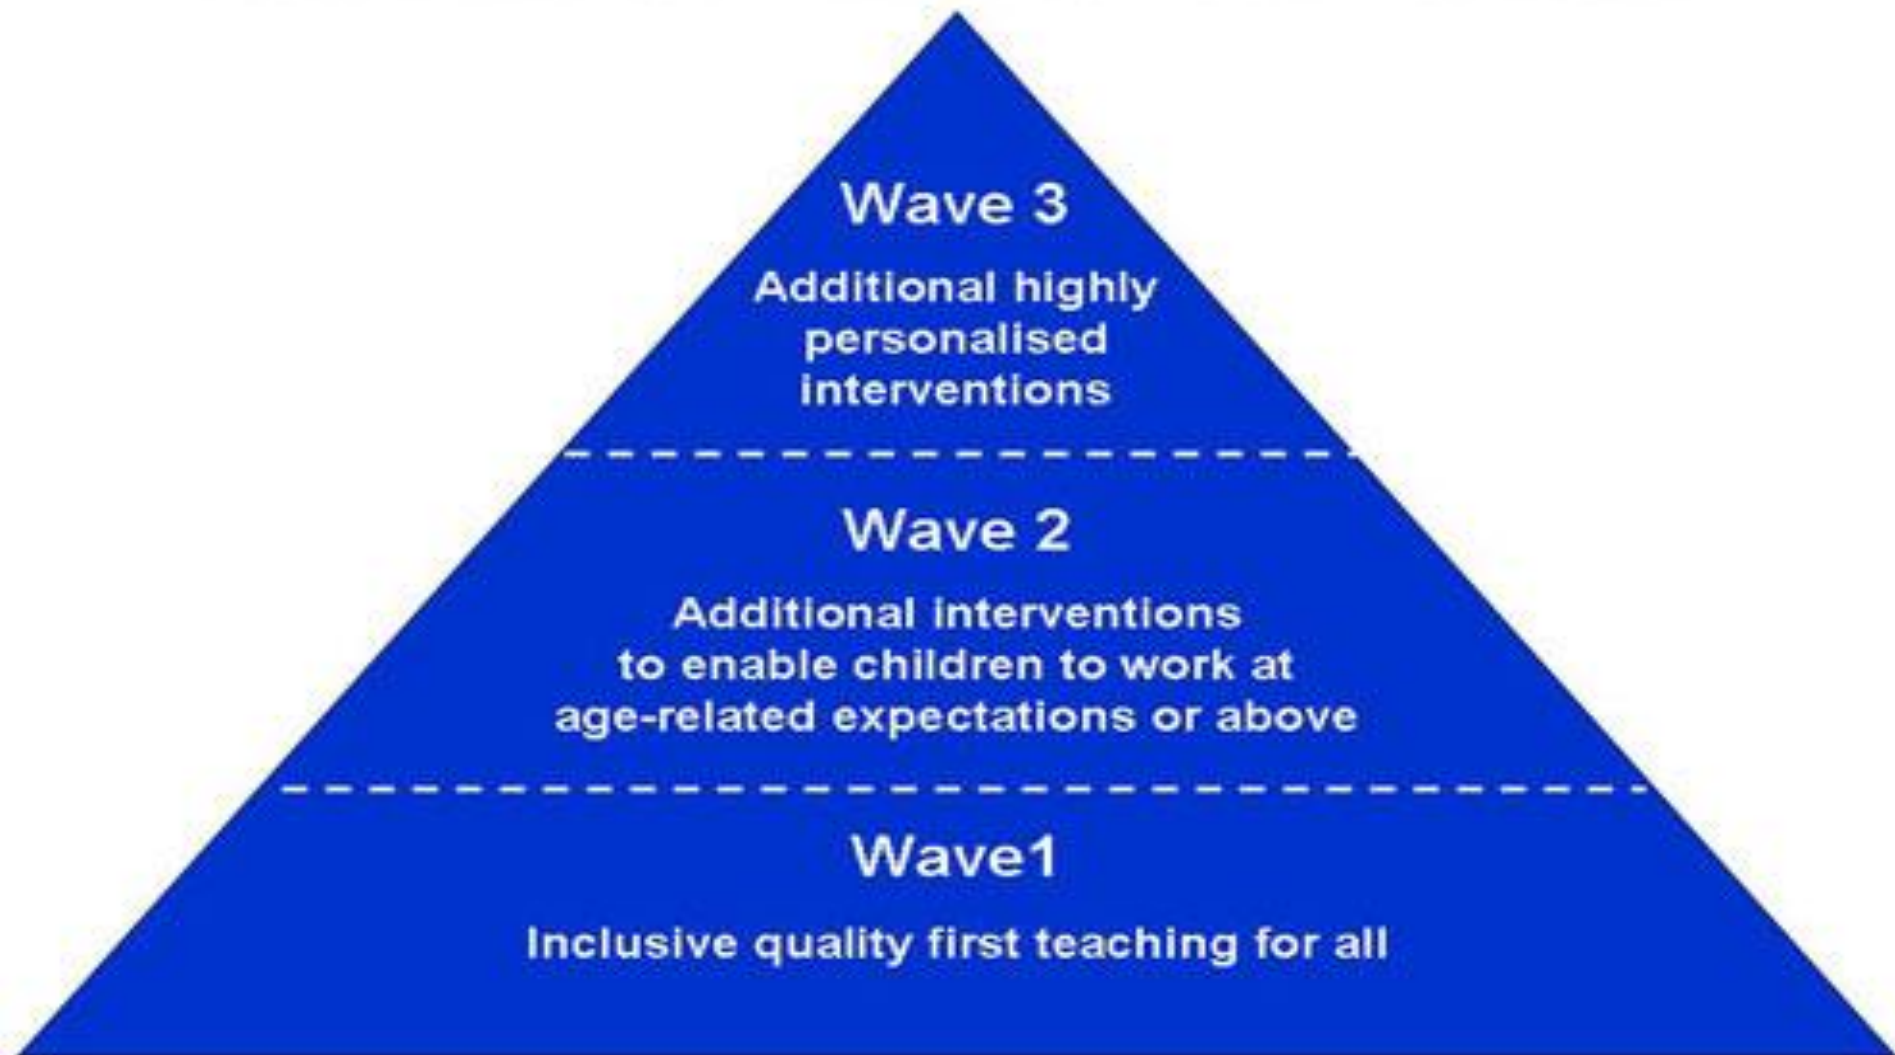 Wave 3
Additional highly
personalised
interventions
Wave 2
Additional interventions
to enable children to work at
age-related expectations or above
Wave1
Inclusive quality first teaching for all